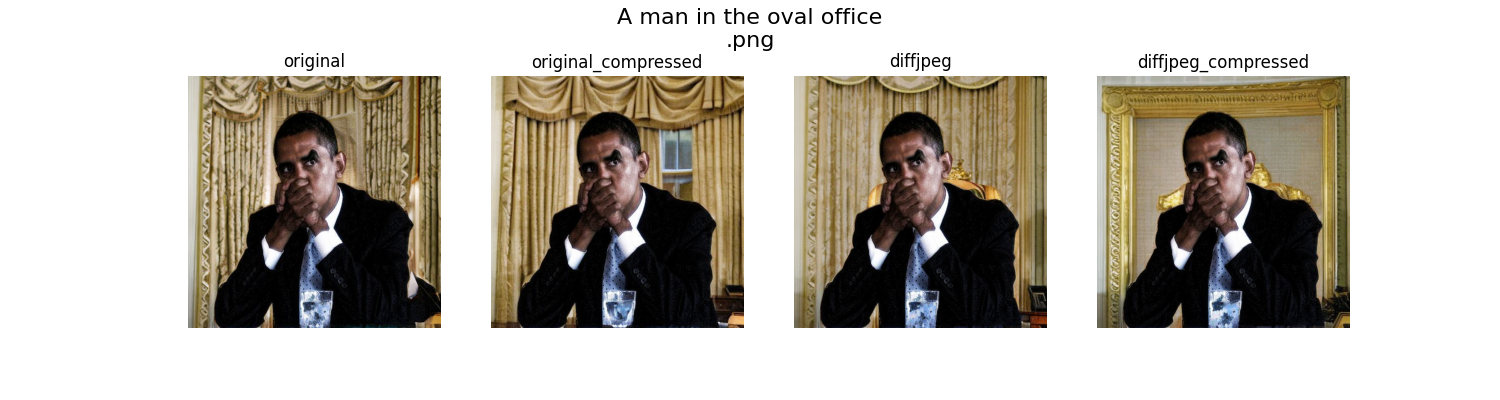 A man in the oval office
.png
original
original_compressed
diffjpeg
diffjpeg_compressed